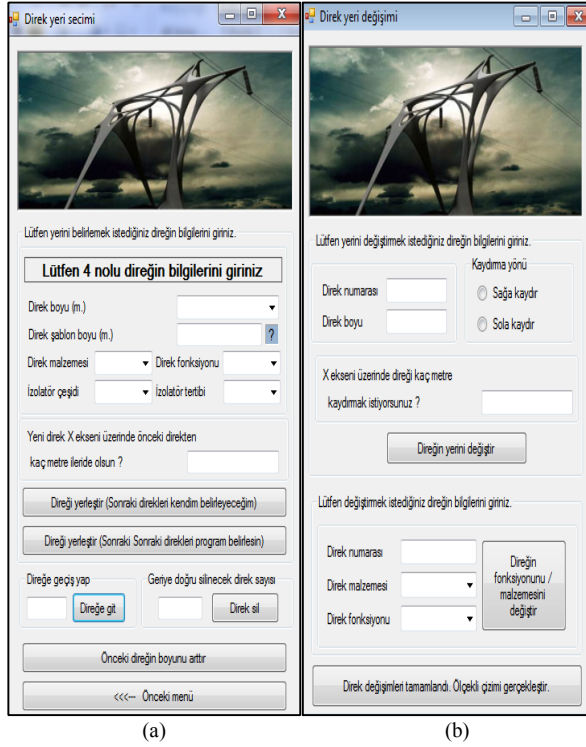 Direk yeri secimi
Lütfen yerini belirlemek istediğiniz direğin bilgilerini giriniz.
Lütfen 4 nolu direğin bilgilerini giriniz
Direk boyu (m.)
Direk şablon boyu (m.)
?
Direk malzemesi
Direk fonksiyonu
İzolatör çeşidi
İzolatör tertibi
Yeni direk X ekseni üzerinde önceki direkten
kaç metre ileride olsun ?
Direği yerleştir (Sonraki direkleri kendim belirleyeceğim)
Direği yerleştir (Sonraki Sonraki direkleri program belirlesin)
Direğe geçiş yap
Direğe git
Geriye doğru silinecek direk sayısı
Direk sil
Önceki direğin boyunu arttır
<<<-- Önceki menü
(a)
Direk yeri değişimi
Lütfen yerini değiştirmek istediğiniz direğin bilgilerini giriniz.
Direk numarası
Direk boyu
Kaydırma yönü
Sağa kaydır
Sola kaydır
X ekseni üzerinde direği kaç metre
kaydırmak istiyorsunuz ?
Direğin yerini değiştir
Lütfen değiştirmek istediğiniz direğin bilgilerini giriniz.
Direk numarası
Direk malzemesi
Direk fonksiyonu
Direğin
fonksiyonunu /
malzemesini
değiştir
Direk değişimleri tamamlandı. Ölçekli çizimi gerçekleştir.
(b)